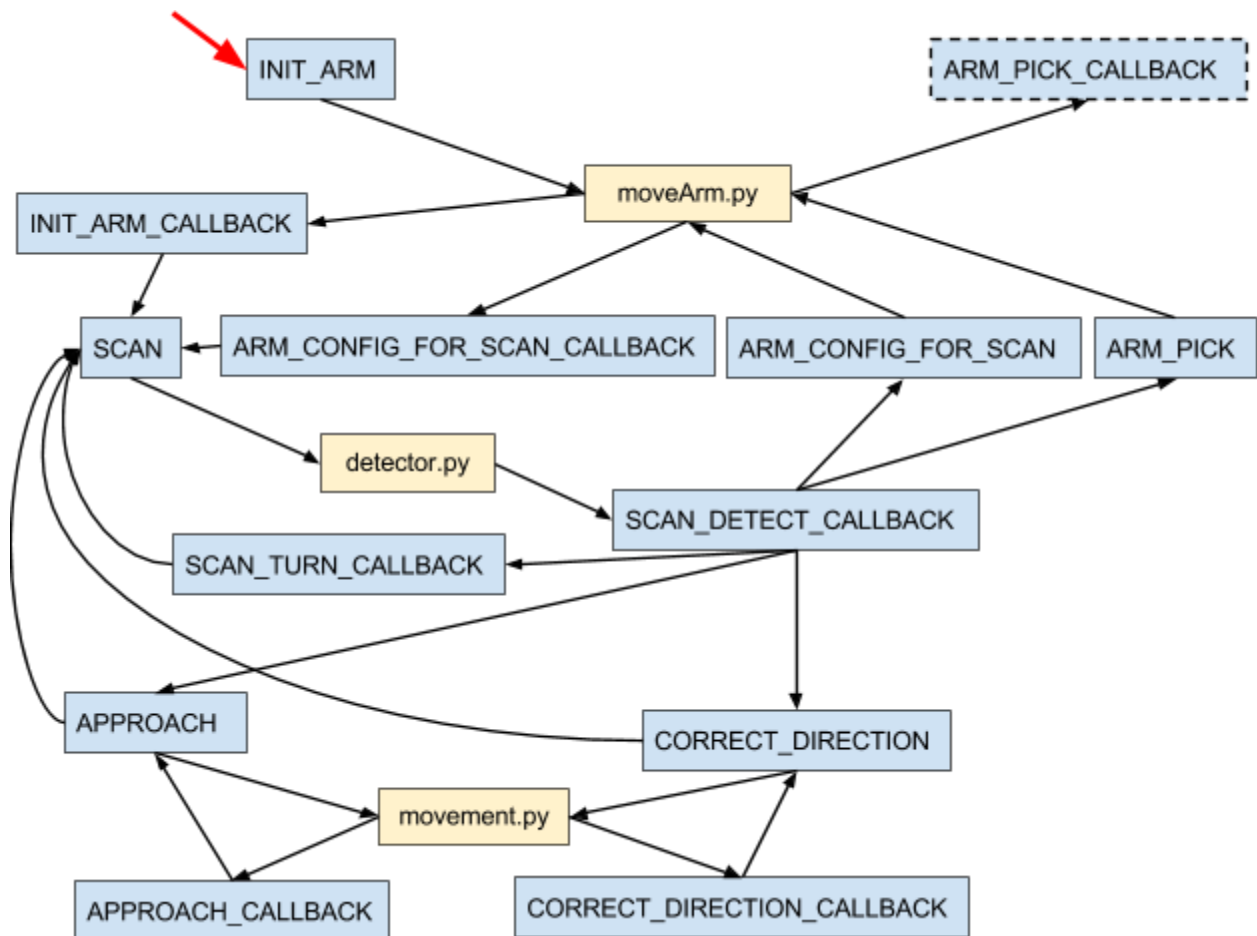 INIT_ARM
ARM_PICK_CALLBACK
moveArm.py
INIT_ARM_CALLBACK
SCAN
ARM_CONFIG_FOR_SCAN_CALLBACK
ARM_CONFIG_FOR_SCAN
ARM_PICK
detector.py
SCAN_DETECT_CALLBACK
SCAN_TURN_CALLBACK
APPROACH
CORRECT_DIRECTION
movement.py
APPROACH_CALLBACK
CORRECT_DIRECTION_CALLBACK